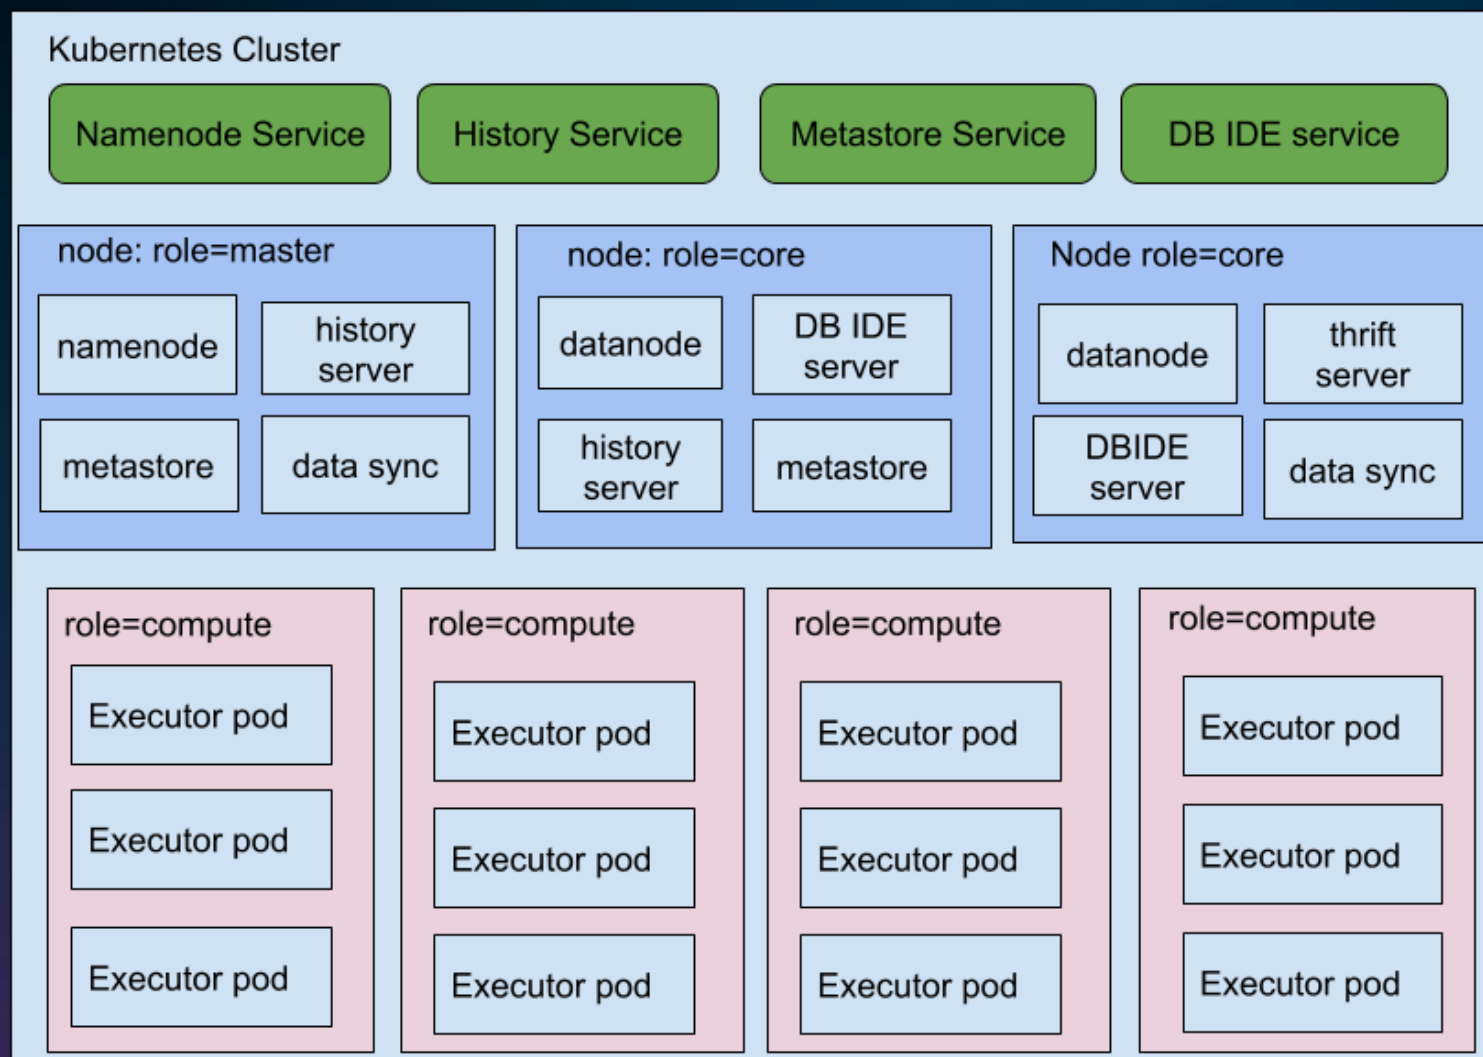 Kubernetes Cluster
Namenode Service
History Service
Metastore Service
DB IDE service
node: role=master
namenode
history
server
metastore
data sync
node: role=core
datanode
DB IDE
server
history
server
metastore
Node role=core
datanode
thrift
server
DBIDE
server
data sync
role=compute
Executor pod
Executor pod
Executor pod
role=compute
Executor pod
Executor pod
Executor pod
role=compute
Executor pod
Executor pod
Executor pod
role=compute
Executor pod
Executor pod
Executor pod